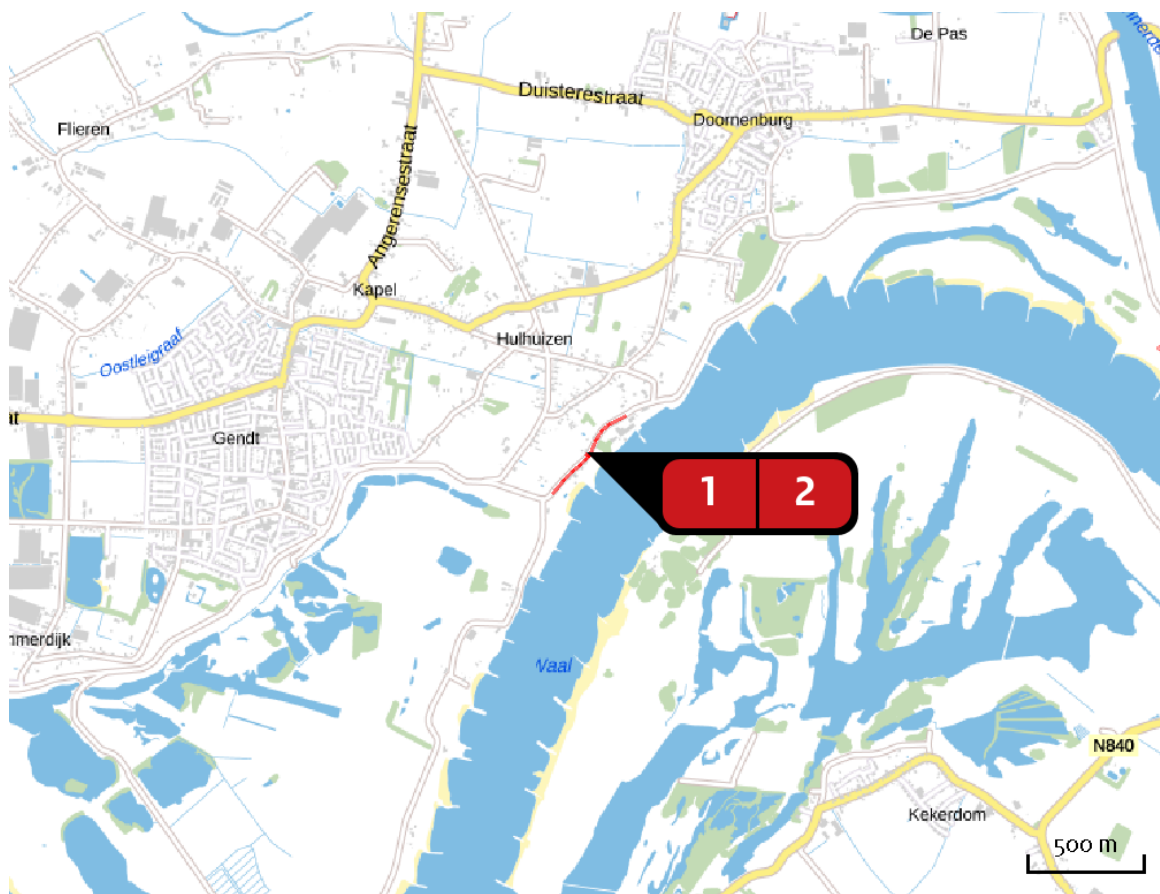 De Pas
Duisterestraat
Doornenburg
Flieren
Angerensestraat
Kapel
Hulhuizen
Oostleigraaf
Gendt
1 2
Waal
N840
Kekerdom
500 m